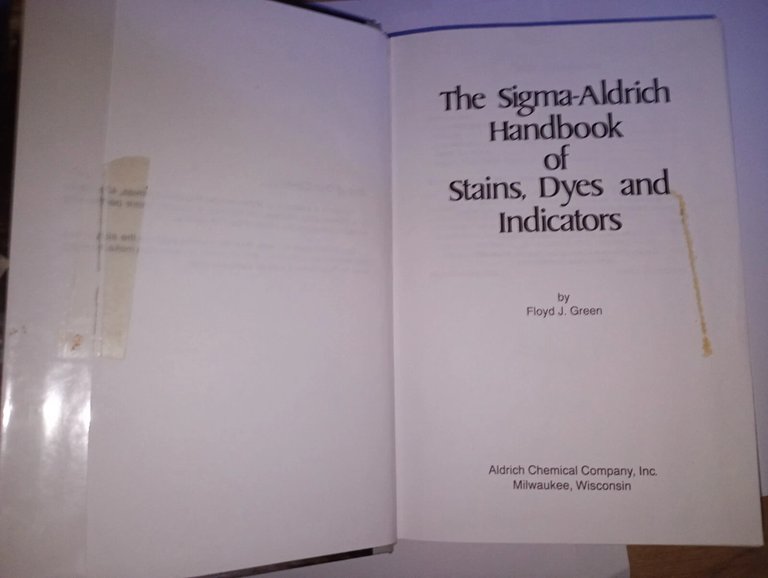 The Sigma-Aldrich
Handbook
of
Stains, Dyes and
Indicators
by
Floyd J. Green
Aldrich Chemical Company, Inc.
Milwaukee, Wisconsin